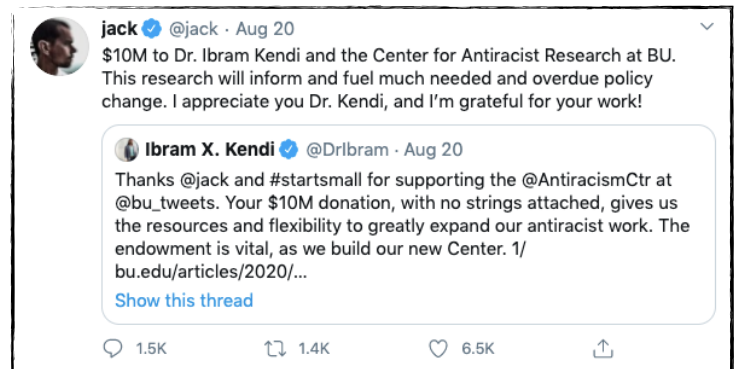 jack @jack · Aug 20
$10M to Dr. Ibram Kendi and the Center for Antiracist Research at BU.
This research will inform and fuel much needed and overdue policy
change. I appreciate you Dr. Kendi, and I’m grateful for your work!
Ibram X. Kendi @DrIbram · Aug 20
Thanks @jack and #startsmall for supporting the @AntiracismCtr at
@bu_tweets. Your $10M donation, with no strings attached, gives us
the resources and flexibility to greatly expand our antiracist work. The
endowment is vital, as we build our new Center. 1/
bu.edu/articles/2020/...
Show this thread
1.5K 1.4K 6.5K